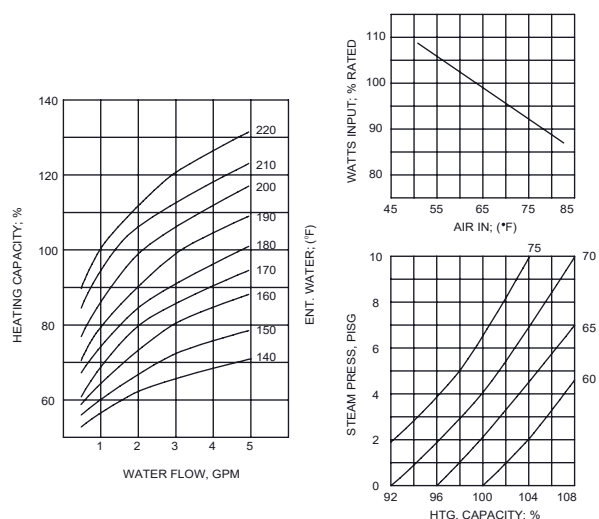 140
120
100
80
60
HEATING CAPACITY; %
220
210
200
190
180
170
160
150
140
ENT. WATER; (°F)
1 2 3 4 5
WATER FLOW, GPM
110
100
90
80
WATTS INPUT; % RATED
45 55 65 75 85
AIR IN; (°F)
75
70
65
60
10
8
6
4
2
0
STEAM PRESS, PISG
92 96 100 104 108
HTG. CAPACITY; %